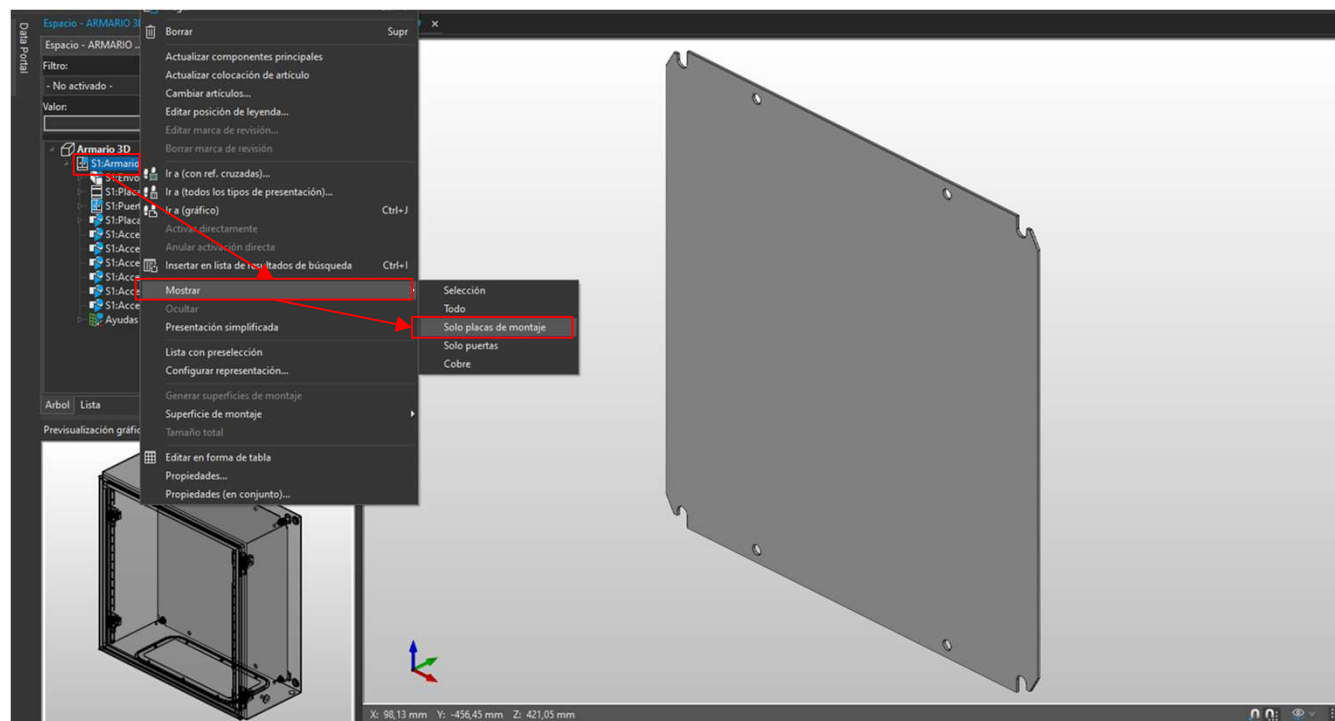 Data Portal
Espacio - ARMARIO 3
Espacio - ARMARIO ...
Filtro:
- No activado -
Valor:
Armario 3D
S1:Armario
S1:Envo
S1:Placa
S1:Puert
S1:Placa
S1:Acce
S1:Acce
S1:Acce
S1:Acce
S1:Acce
S1:Acce
Ayudas
Arbol Lista
Previsualización gráfic
Borrar Supr
Actualizar componentes principales
Actualizar colocación de artículo
Cambiar artículos...
Editar posición de leyenda...
Editar marca de revisión...
Borrar marca de revisión
Ir a (con ref. cruzadas)...
Ir a (todos los tipos de presentación)...
Ir a (gráfico) Ctrl+J
Activar directamente
Anular activación directa
Insertar en lista de resultados de búsqueda Ctrl+I
Mostrar
Ocultar
Presentación simplificada
Lista con preselección
Configurar representación...
Generar superficies de montaje
Superficie de montaje
Tamaño total
Editar en forma de tabla
Propiedades...
Propiedades (en conjunto)...
Selección
Todo
Solo placas de montaje
Solo puertas
Cobre
X: 98,13 mm Y: -456,45 mm Z: 421,05 mm